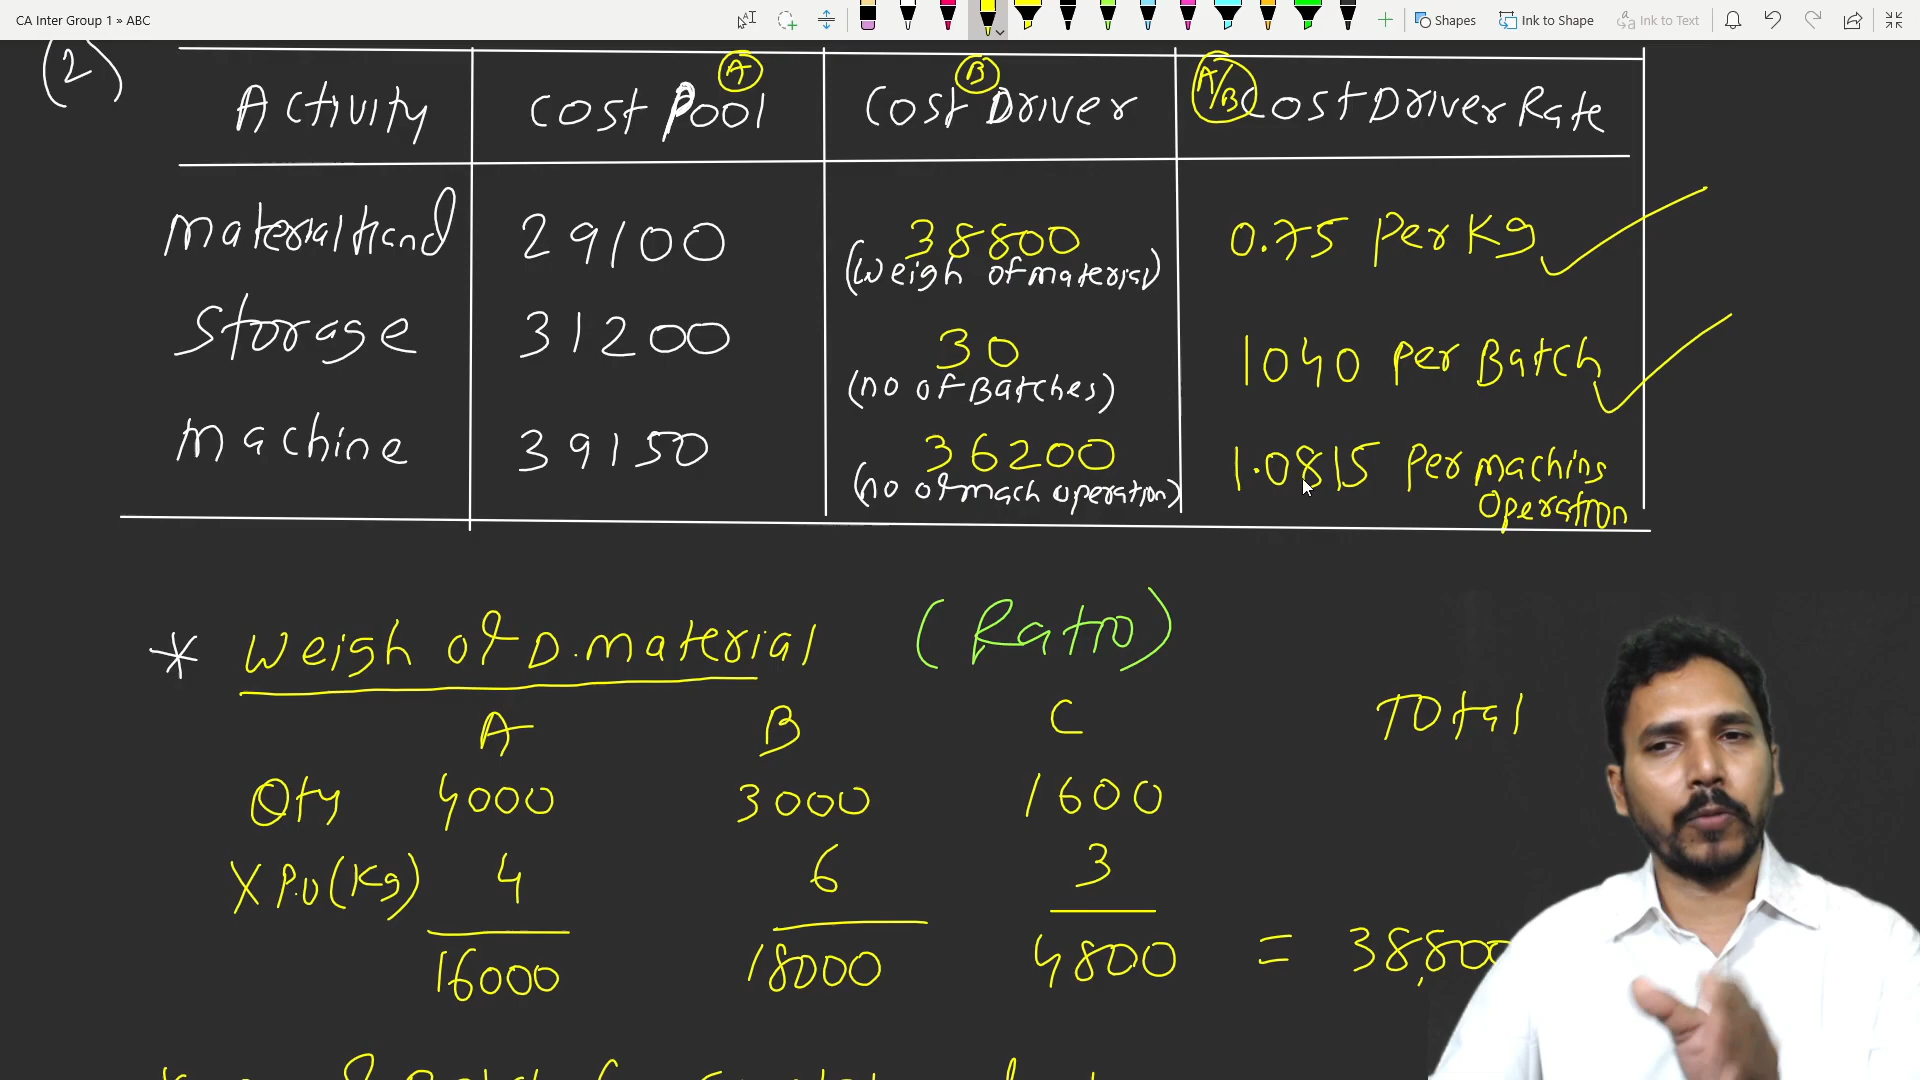 CA Inter Group 1 » ABC
Shapes Ink to Shape Ink to Text
(2)
Activity Cost Pool (A) Cost Driver (B) A/B Cost Driver Rate
Material Hand 29100 38800 0.75 Per Kg
(Weigh of material)
Storage 31200 30 1040 Per Batch
(no of Batches)
Machine 39150 36200 1.0815 Per machine
(no of mach operation) Operation
* Weigh of D.material (Ratio)
A B C Total
Qty 4000 3000 1600
X P.U (Kg) 4 6 3
16000 18000 4800 = 38,800